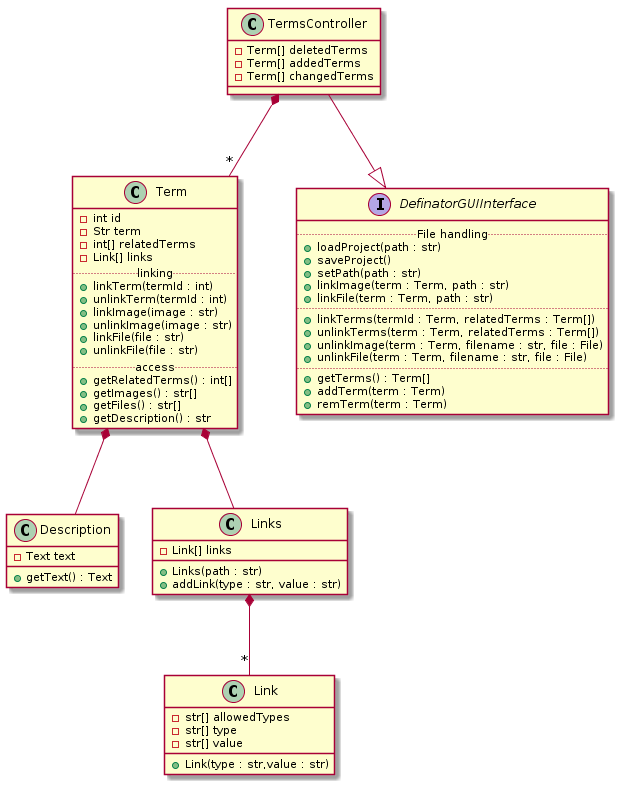 C TermsController
Term[] deletedTerms
Term[] addedTerms
Term[] changedTerms
*
C Term
int id
Str term
int[] relatedTerms
Link[] links
linking
linkTerm(termId : int)
unlinkTerm(termId : int)
linkImage(image : str)
unlinkImage(image : str)
linkFile(file : str)
unlinkFile(file : str)
access
getRelatedTerms() : int[]
getImages() : str[]
getFiles() : str[]
getDescription() : str
I DefinatorGUIInterface
File handling
loadProject(path : str)
saveProject()
setPath(path : str)
linkImage(term : Term, path : str)
linkFile(term : Term, path : str)
linkTerms(termId : Term, relatedTerms : Term[])
unlinkTerms(term : Term, relatedTerms : Term[])
unlinkImage(term : Term, filename : str, file : File)
unlinkFile(term : Term, filename : str, file : File)
getTerms() : Term[]
addTerm(term : Term)
remTerm(term : Term)
C Description
Text text
getText() : Text
C Links
Link[] links
Links(path : str)
addLink(type : str, value : str)
*
C Link
str[] allowedTypes
str[] type
str[] value
Link(type : str,value : str)